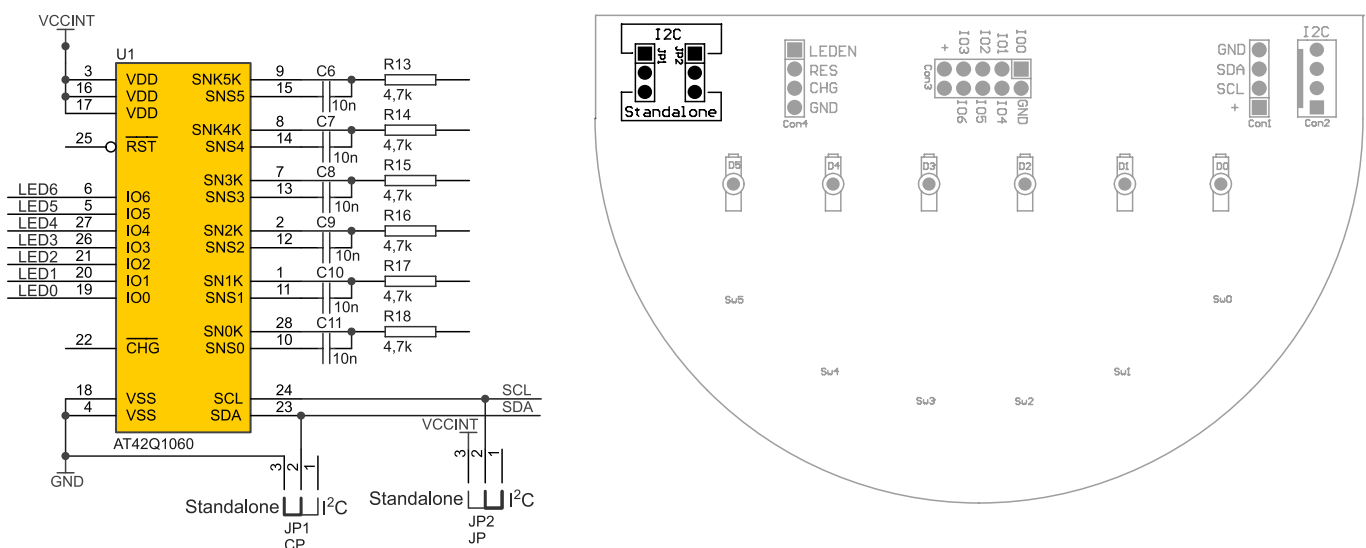 VCCINT
U1
3 VDD SNK5K 9 C6 R13
16 VDD SNS5 15
17 VDD 10n 4,7k
25 RST SNK4K 8 C7 R14
SNS4 14
10n 4,7k
SN3K 7 C8 R15
LED6 6 IO6 SNS3 13
LED5 5 IO5 10n 4,7k
LED4 27 IO4 SN2K 2 C9 R16
LED3 26 IO3 SNS2 12
LED2 21 IO2 10n 4,7k
LED1 20 IO1 SN1K 1 C10 R17
LED0 19 IO0 SNS1 11
10n 4,7k
SN0K 28 C11 R18
22 CHG SNS0 10
10n 4,7k
18 VSS SCL 24 SCL
4 VSS SDA 23 SDA
AT42Q1060
VCCINT
GND
3 2 1
3 2 1
Standalone I²C
JP1
CP
Standalone I²C
JP2
JP
I2C
JP1 JP2
Standalone
LEDEN
RES
CHG
GND
Con4
+ IO3 IO2 IO1 IO0
Con3
IO6 IO5 IO4 GND
GND
SDA
SCL
+
Con1
I2C
Con2
D5 D4 D3 D2 D1 D0
Sw5 Sw0
Sw4 Sw1
Sw3 Sw2